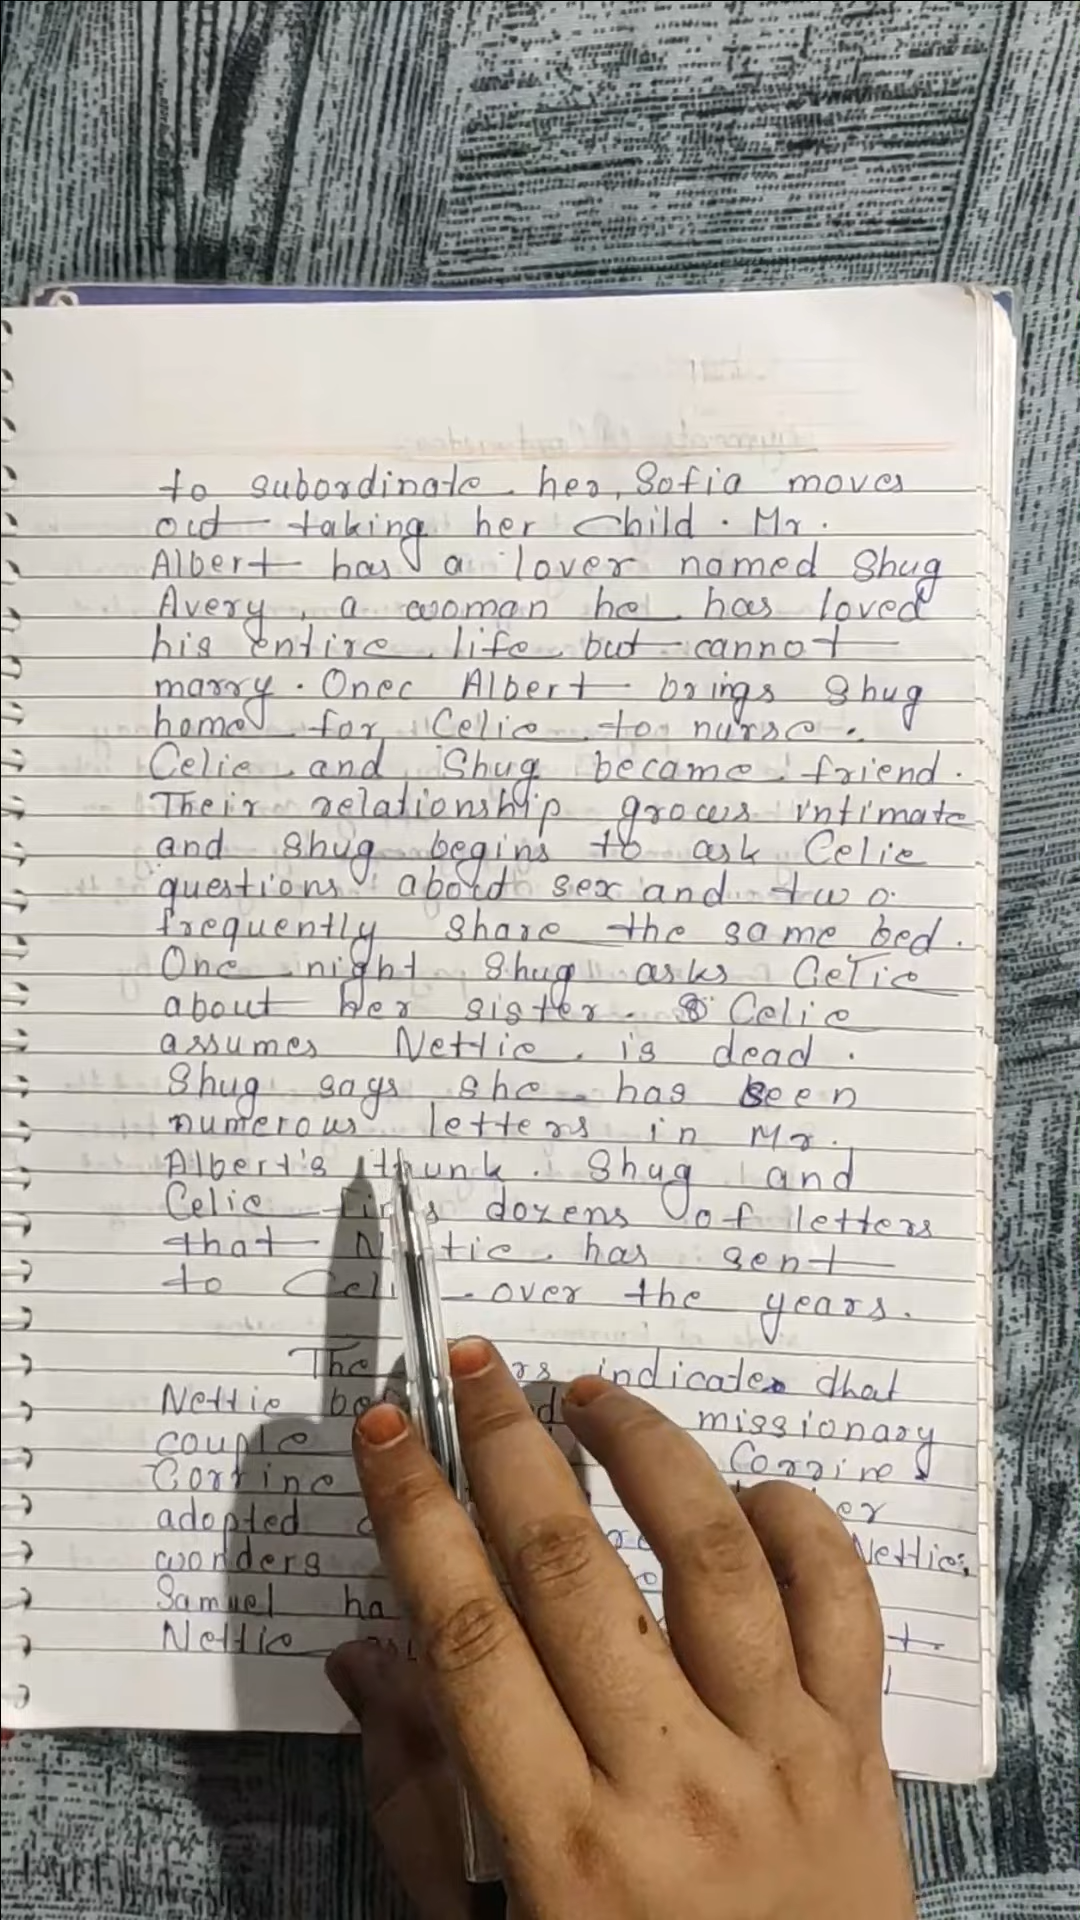 to subordinate her, Sofia moves
out taking her child. Mr.
Albert has a lover named Shug
Avery, a woman he has loved
his entire life but cannot
marry. Onec Albert brings Shug
home for Celie to nurse.
Celie and Shug became friend.
Their relationship grows intimate
and Shug begins to ask Celie
questions about sex and two
frequently share the same bed.
One night Shug asks Celie
about her sister. Celie
assumes Nettie is dead.
Shug says she has seen
numerous letters in Mr.
Albert's trunk. Shug and
Celie dozens of letters
that has sent
to over the years.
The indicates that
Nettie missionary
couple Corrine
Corrine
adopted
wonders Nettie,
Samuel
Nettie